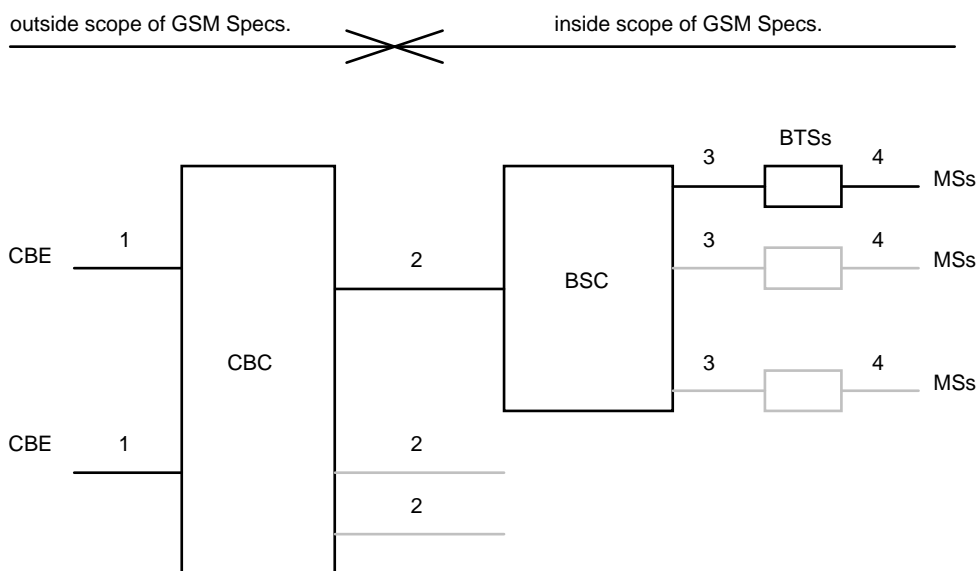 outside scope of GSM Specs.
inside scope of GSM Specs.
BTSs
3
4
MSs
CBE
1
3
4
MSs
2
BSC
CBC
3
4
MSs
CBE
1
2
2